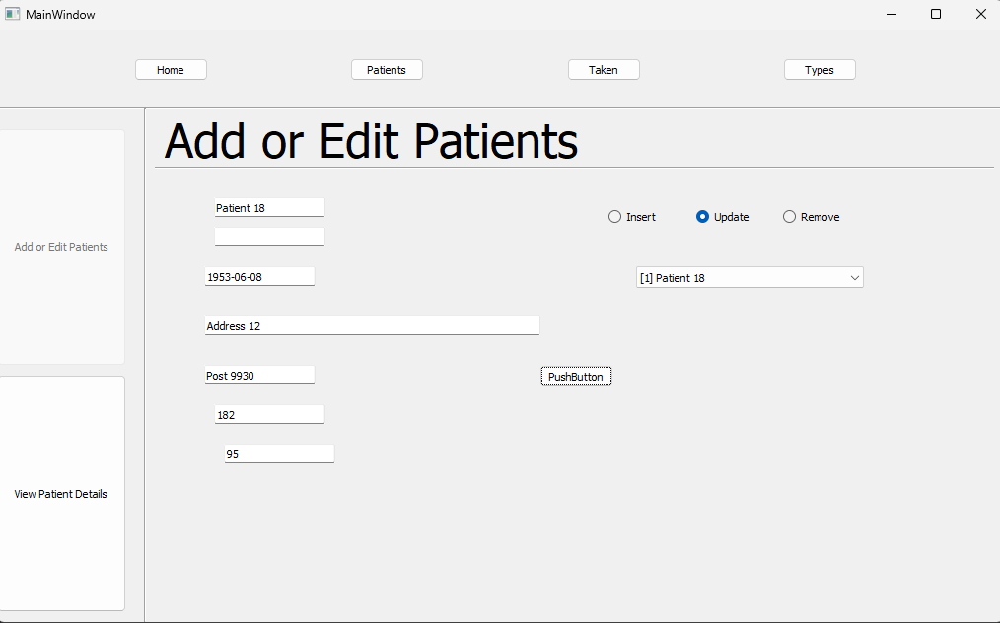 MainWindow
Home Patients Taken Types
Add or Edit Patients
Add or Edit Patients
View Patient Details
Patient 18
1953-06-08
Address 12
Post 9930
182
95
Insert Update Remove
[1] Patient 18
PushButton